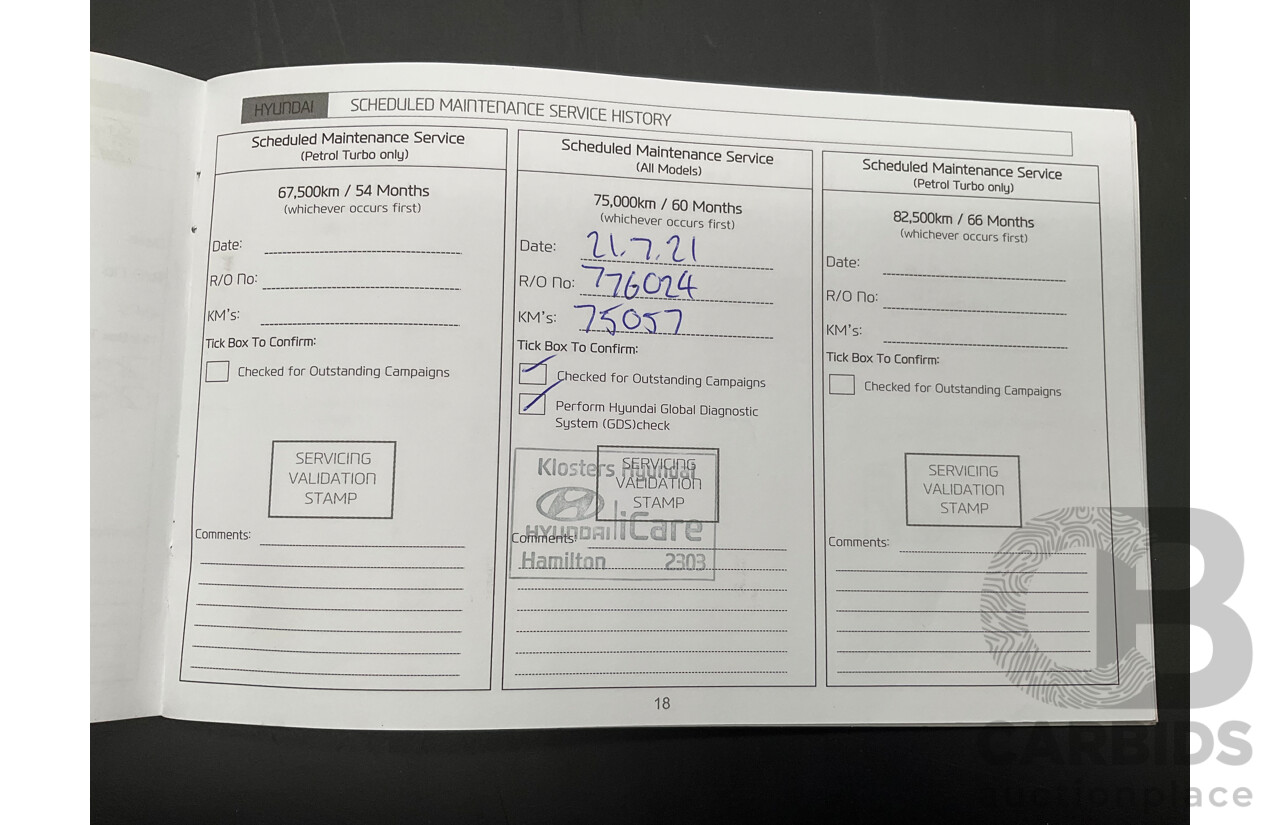 HYUNDAI SCHEDULED MAINTENANCE SERVICE HISTORY
Scheduled Maintenance Service
(Petrol Turbo only)
67,500km / 54 Months
(whichever occurs first)
Date:
R/O No:
KM's:
Tick Box To Confirm:
Checked for Outstanding Campaigns
SERVICING
VALIDATION
STAMP
Comments:
Scheduled Maintenance Service
(All Models)
75,000km / 60 Months
(whichever occurs first)
Date: 21.7.21
R/O No: 776024
KM's: 75057
Tick Box To Confirm:
Checked for Outstanding Campaigns
Perform Hyundai Global Diagnostic
System (GDS)check
Klosters Hyundai
SERVICING
VALIDATION
STAMP
HYUNDAI iCare
Comments:
Hamilton 2303
Scheduled Maintenance Service
(Petrol Turbo only)
82,500km / 66 Months
(whichever occurs first)
Date:
R/O No:
KM's:
Tick Box To Confirm:
Checked for Outstanding Campaigns
SERVICING
VALIDATION
STAMP
Comments:
18
CARBIDS
auctionplace